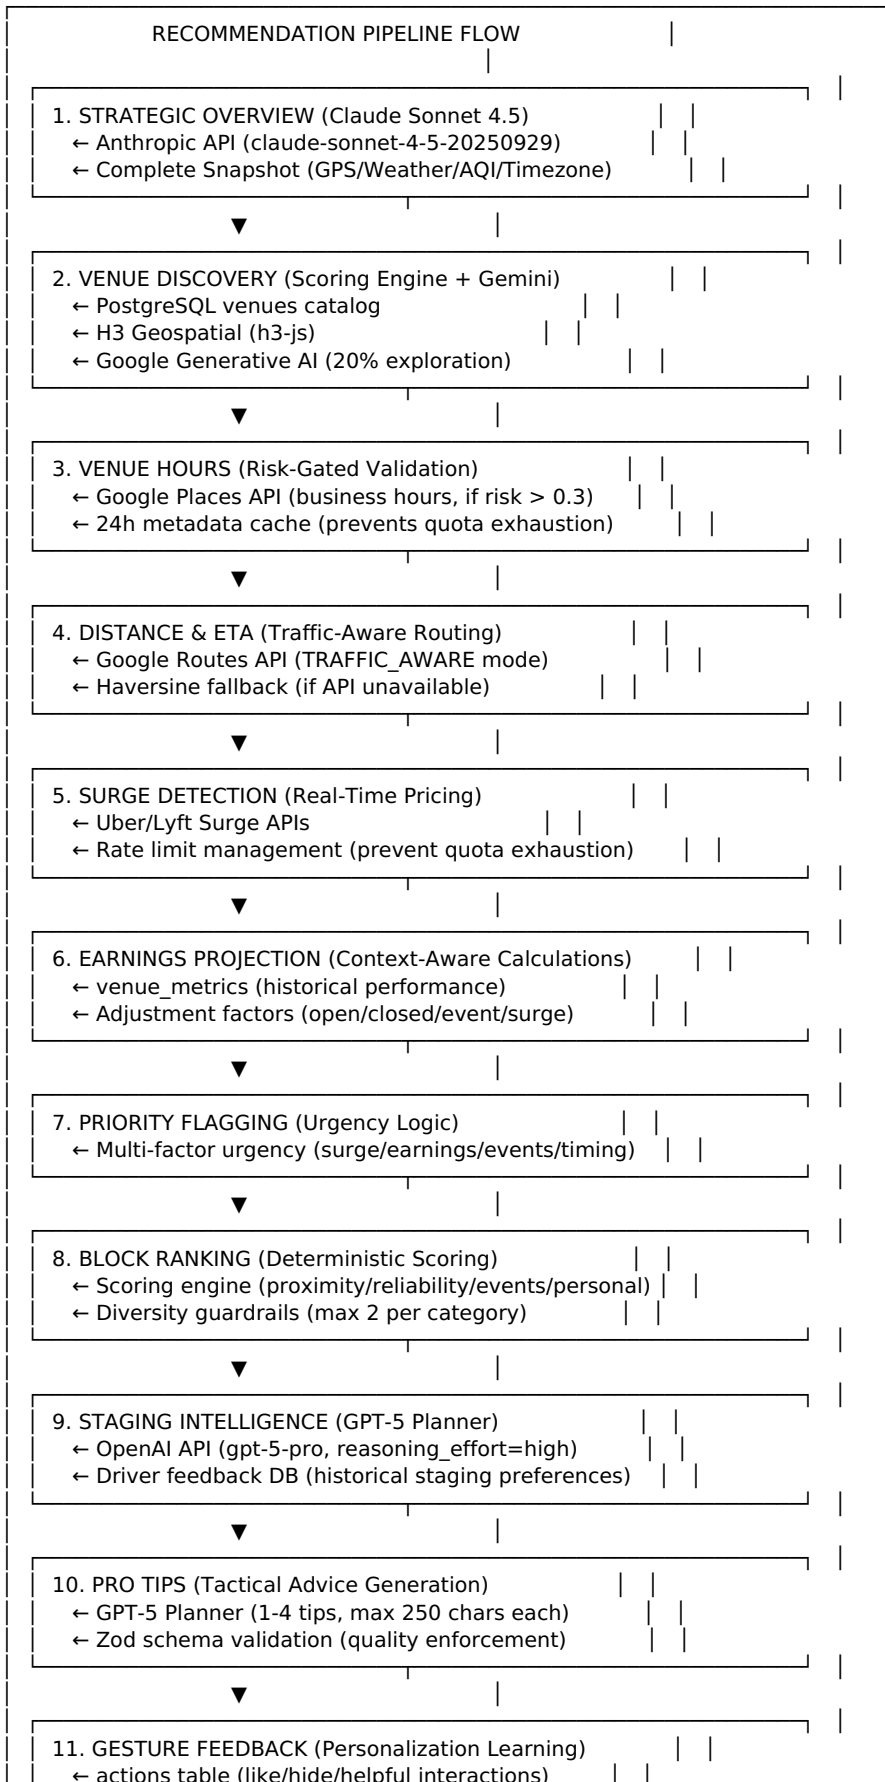 RECOMMENDATION PIPELINE FLOW
1. STRATEGIC OVERVIEW (Claude Sonnet 4.5)
← Anthropic API (claude-sonnet-4-5-20250929)
← Complete Snapshot (GPS/Weather/AQI/Timezone)
▼
2. VENUE DISCOVERY (Scoring Engine + Gemini)
← PostgreSQL venues catalog
← H3 Geospatial (h3-js)
← Google Generative AI (20% exploration)
▼
3. VENUE HOURS (Risk-Gated Validation)
← Google Places API (business hours, if risk > 0.3)
← 24h metadata cache (prevents quota exhaustion)
▼
4. DISTANCE & ETA (Traffic-Aware Routing)
← Google Routes API (TRAFFIC_AWARE mode)
← Haversine fallback (if API unavailable)
▼
5. SURGE DETECTION (Real-Time Pricing)
← Uber/Lyft Surge APIs
← Rate limit management (prevent quota exhaustion)
▼
6. EARNINGS PROJECTION (Context-Aware Calculations)
← venue_metrics (historical performance)
← Adjustment factors (open/closed/event/surge)
▼
7. PRIORITY FLAGGING (Urgency Logic)
← Multi-factor urgency (surge/earnings/events/timing)
▼
8. BLOCK RANKING (Deterministic Scoring)
← Scoring engine (proximity/reliability/events/personal)
← Diversity guardrails (max 2 per category)
▼
9. STAGING INTELLIGENCE (GPT-5 Planner)
← OpenAI API (gpt-5-pro, reasoning_effort=high)
← Driver feedback DB (historical staging preferences)
▼
10. PRO TIPS (Tactical Advice Generation)
← GPT-5 Planner (1-4 tips, max 250 chars each)
← Zod schema validation (quality enforcement)
▼
11. GESTURE FEEDBACK (Personalization Learning)
← actions table (like/hide/helpful interactions)